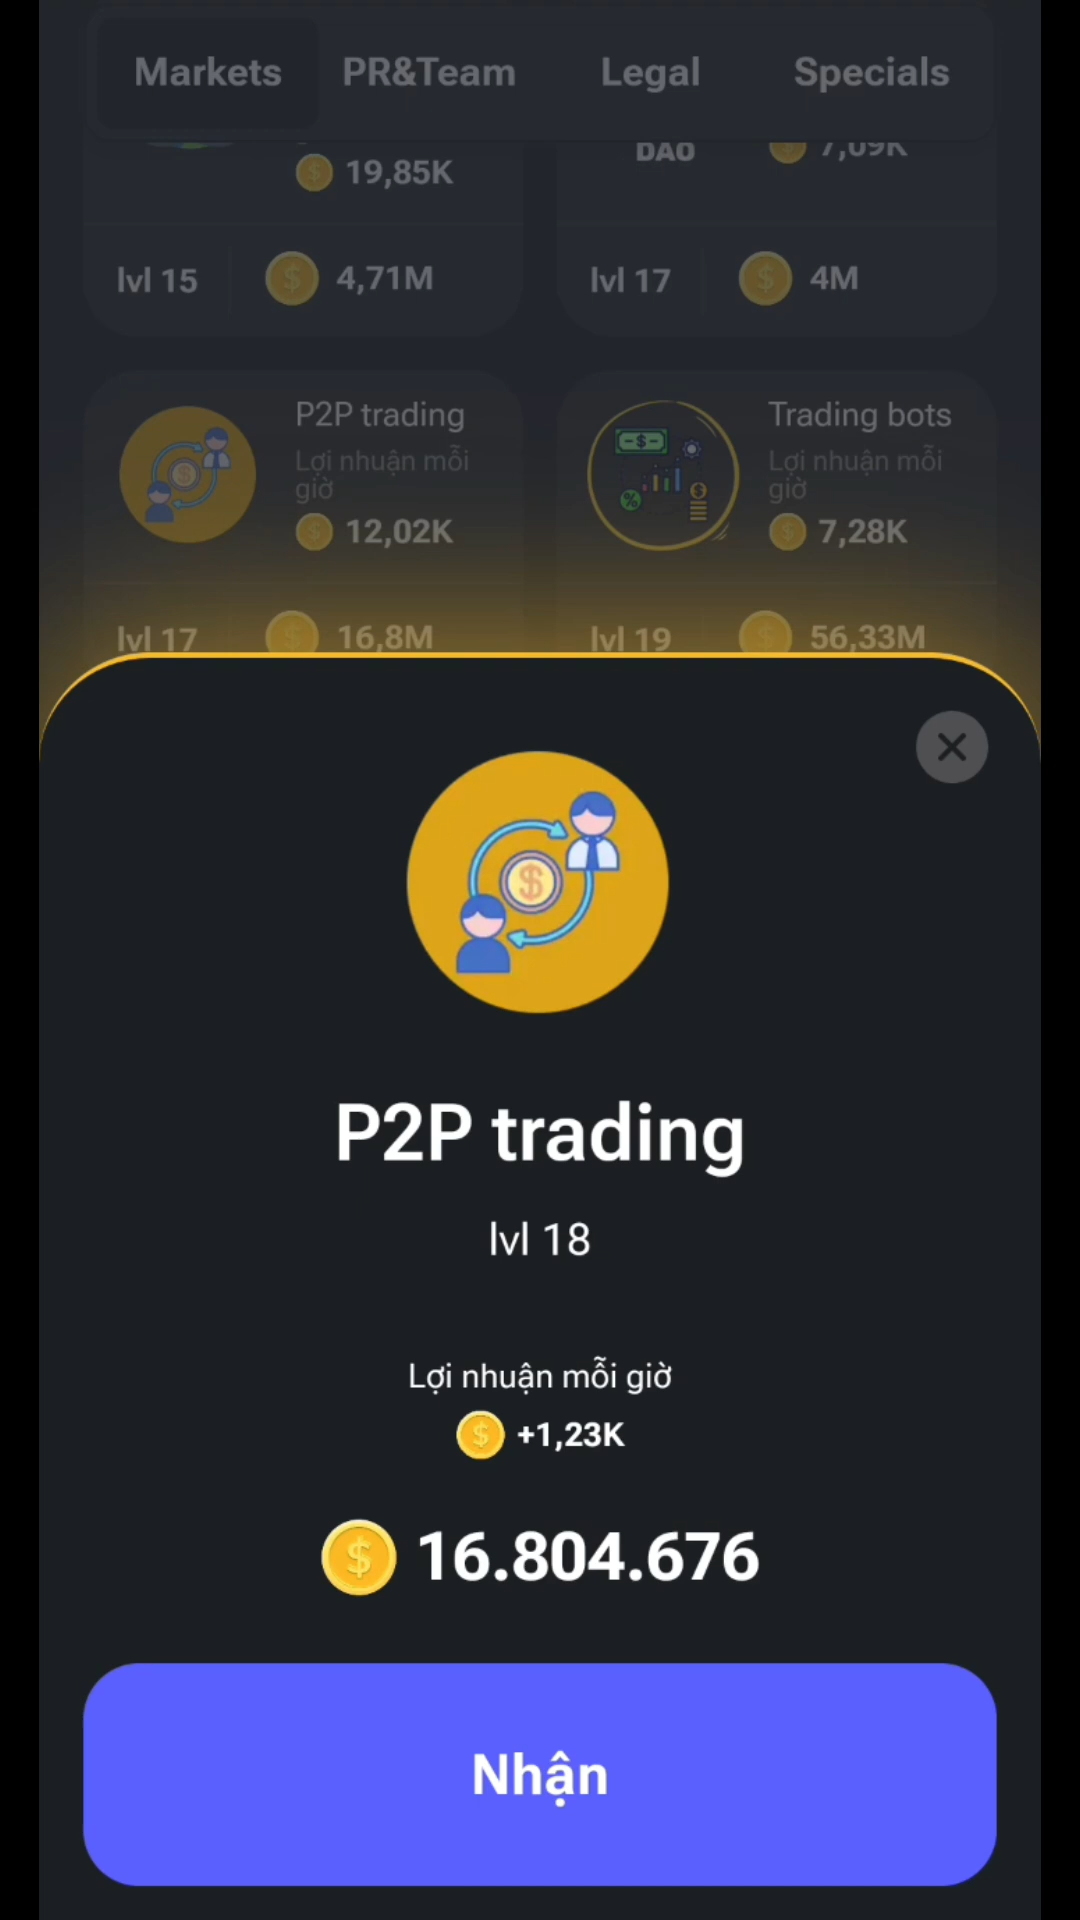 Markets PR&Team Legal Specials
19,85K
DAO 7,09K
lvl 15 4,71M
lvl 17 4M
P2P trading
Lợi nhuận mỗi
giờ
12,02K
lvl 17 16,8M
Trading bots
Lợi nhuận mỗi
giờ
7,28K
lvl 19 56,33M
P2P trading
lvl 18
Lợi nhuận mỗi giờ
+1,23K
16.804.676
Nhận